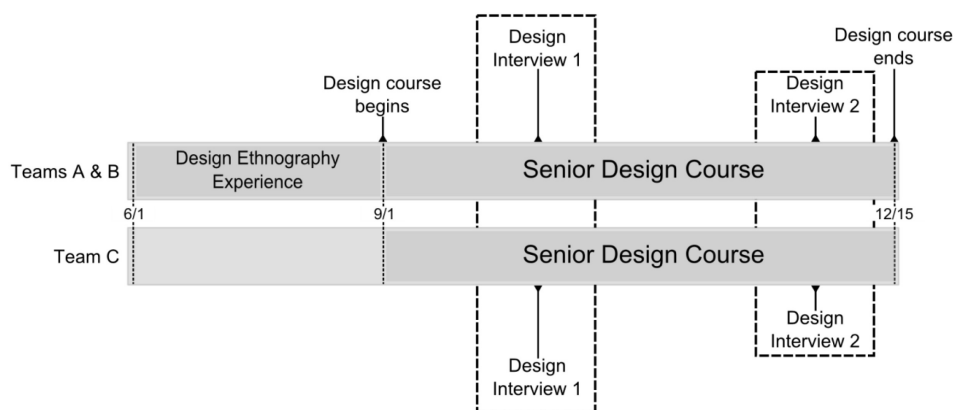 Design
Interview 1
Design course
ends
Design course
begins
Design
Interview 2
Teams A & B
Design Ethnography
Experience
Senior Design Course
6/1
9/1
12/15
Team C
Senior Design Course
Design
Interview 1
Design
Interview 2